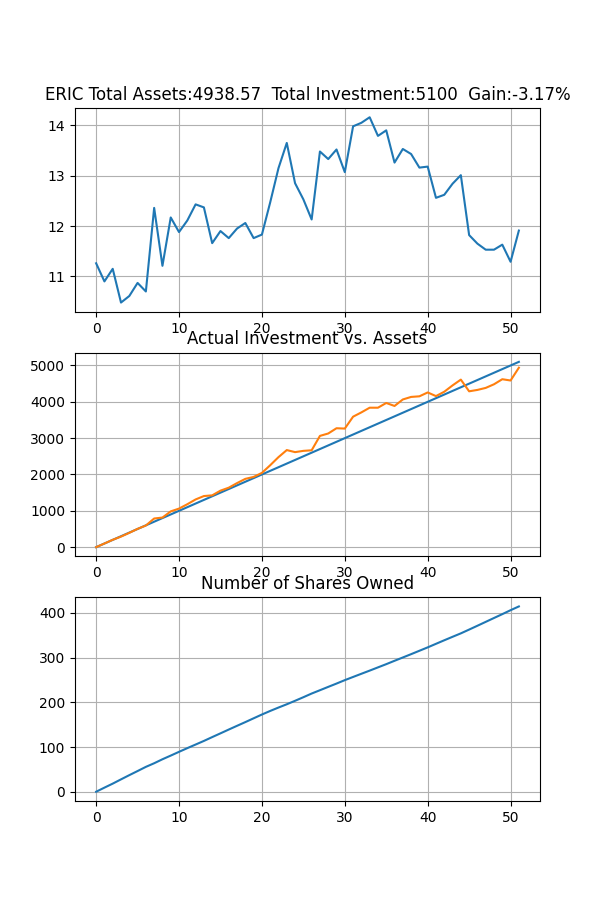 ERIC Total Assets:4938.57  Total Investment:5100  Gain:-3.17%
14
13
12
11
0 10 20 30 40 50
Actual Investment vs. Assets
5000
4000
3000
2000
1000
0
0 10 20 30 40 50
Number of Shares Owned
400
300
200
100
0
0 10 20 30 40 50